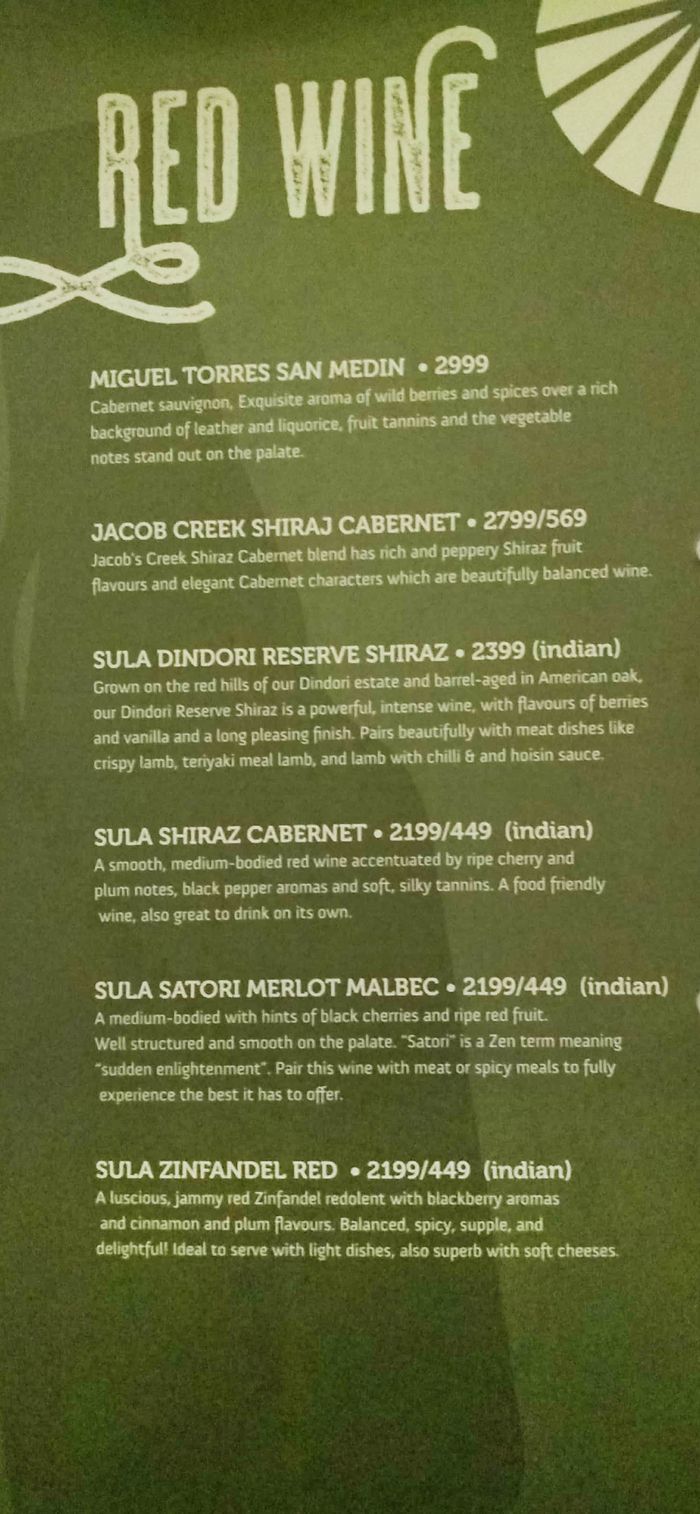 RED WINE
MIGUEL TORRES SAN MEDIN • 2999
Cabernet sauvignon, Exquisite aroma of wild berries and spices over a rich
background of leather and liquorice, fruit tannins and the vegetable
notes stand out on the palate.
JACOB CREEK SHIRAJ CABERNET • 2799/569
Jacob's Creek Shiraz Cabernet blend has rich and peppery Shiraz fruit
flavours and elegant Cabernet characters which are beautifully balanced wine.
SULA DINDORI RESERVE SHIRAZ • 2399 (indian)
Grown on the red hills of our Dindori estate and barrel-aged in American oak,
our Dindori Reserve Shiraz is a powerful, intense wine, with flavours of berries
and vanilla and a long pleasing finish. Pairs beautifully with meat dishes like
crispy lamb, teriyaki meal lamb, and lamb with chilli & and hoisin sauce.
SULA SHIRAZ CABERNET • 2199/449 (indian)
A smooth, medium-bodied red wine accentuated by ripe cherry and
plum notes, black pepper aromas and soft, silky tannins. A food friendly
wine, also great to drink on its own.
SULA SATORI MERLOT MALBEC • 2199/449 (indian)
A medium-bodied with hints of black cherries and ripe red fruit.
Well structured and smooth on the palate. "Satori" is a Zen term meaning
"sudden enlightenment". Pair this wine with meat or spicy meals to fully
experience the best it has to offer.
SULA ZINFANDEL RED • 2199/449 (indian)
A luscious, jammy red Zinfandel redolent with blackberry aromas
and cinnamon and plum flavours. Balanced, spicy, supple, and
delightful! Ideal to serve with light dishes, also superb with soft cheeses.